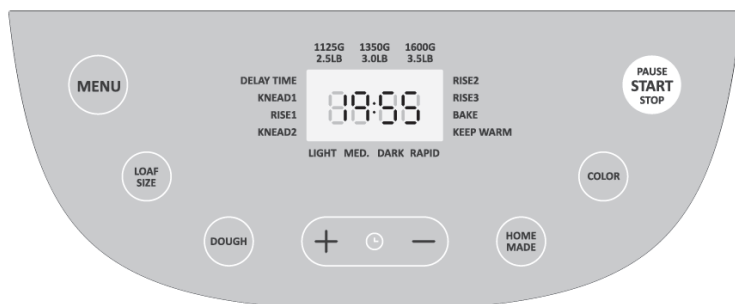 1125G 1350G 1600G
2.5LB 3.0LB 3.5LB
MENU
DELAY TIME
KNEAD1
RISE1
KNEAD2
19:55
RISE2
RISE3
BAKE
KEEP WARM
LIGHT MED. DARK RAPID
PAUSE
START
STOP
LOAF
SIZE
COLOR
DOUGH
+
−
HOME
MADE